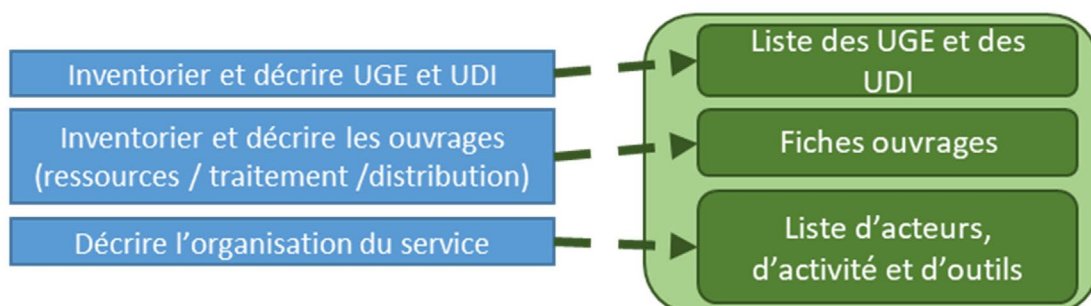 Inventorier et décrire UGE et UDI
Liste des UGE et des
UDI
Inventorier et décrire les ouvrages
(ressources / traitement /distribution)
Fiches ouvrages
Décrire l’organisation du service
Liste d’acteurs,
d’activité et d’outils